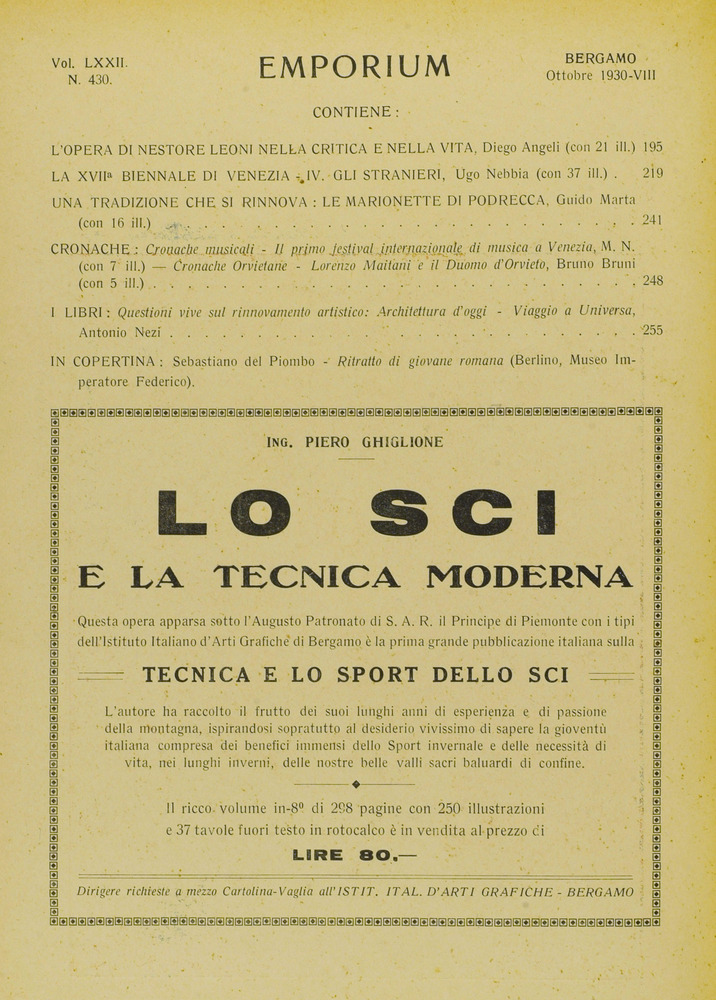 Vol. LXXII.
N. 430.
EMPORIUM
BERGAMO
Ottobre 1930-VIII
CONTIENE:
L'OPERA DI NESTORE LEONI NELLA CRITICA E NELLA VITA, Diego Angeli (con 21 ill.) 195
LA XVIIª BIENNALE DI VENEZIA - IV. GLI STRANIERI, Ugo Nebbia (con 37 ill.) . 219
UNA TRADIZIONE CHE SI RINNOVA : LE MARIONETTE DI PODRECCA, Guido Marta
(con 16 ill.) . . . . . . . . . . . . . . . . . . . . 241
CRONACHE : Cronache musicali - Il primo festival internazionale di musica a Venezia, M. N.
(con 7 ill.) — Cronache Orvietane - Lorenzo Maitani e il Duomo d'Orvieto, Bruno Bruni
(con 5 ill.) . . . . . . . . . . . . . . . . . . . . 248
I LIBRI : Questioni vive sul rinnovamento artistico: Architettura d'oggi - Viaggio a Universa,
Antonio Nezi . . . . . . . . . . . . . . . . . . . . 255
IN COPERTINA : Sebastiano del Piombo - Ritratto di giovane romana (Berlino, Museo Im-
peratore Federico).
ING. PIERO GHIGLIONE
LO SCI
E LA TECNICA MODERNA
Questa opera apparsa sotto l'Augusto Patronato di S. A. R. il Principe di Piemonte con i tipi
dell'Istituto Italiano d'Arti Grafiche di Bergamo è la prima grande pubblicazione italiana sulla
TECNICA E LO SPORT DELLO SCI
L'autore ha raccolto il frutto dei suoi lunghi anni di esperienza e di passione
della montagna, ispirandosi sopratutto al desiderio vivissimo di sapere la gioventù
italiana compresa dei benefici immensi dello Sport invernale e delle necessità di
vita, nei lunghi inverni, delle nostre belle valli sacri baluardi di confine.
Il ricco volume in-8º di 298 pagine con 250 illustrazioni
e 37 tavole fuori testo in rotocalco è in vendita al prezzo di
LIRE 80.—
Dirigere richieste a mezzo Cartolina-Vaglia all'ISTIT. ITAL. D'ARTI GRAFICHE - BERGAMO